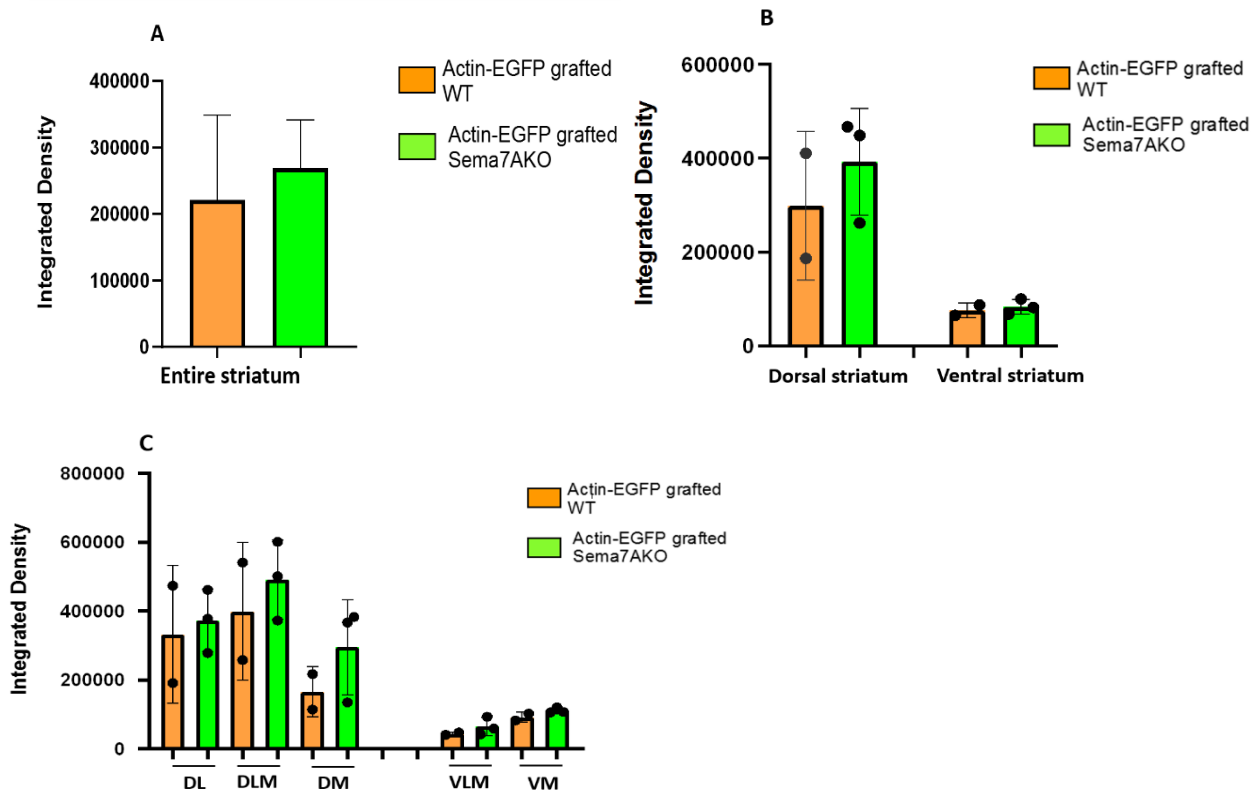 A
Integrated Density
400000
300000
200000
100000
0
Entire striatum
Actin-EGFP grafted
WT
Actin-EGFP grafted
Sema7AKO
B
Integrated Density
600000
400000
200000
0
Dorsal striatum
Ventral striatum
Actin-EGFP grafted
WT
Actin-EGFP grafted
Sema7AKO
C
Integrated Density
800000
600000
400000
200000
0
DL
DLM
DM
VLM
VM
Actin-EGFP grafted
WT
Actin-EGFP grafted
Sema7AKO